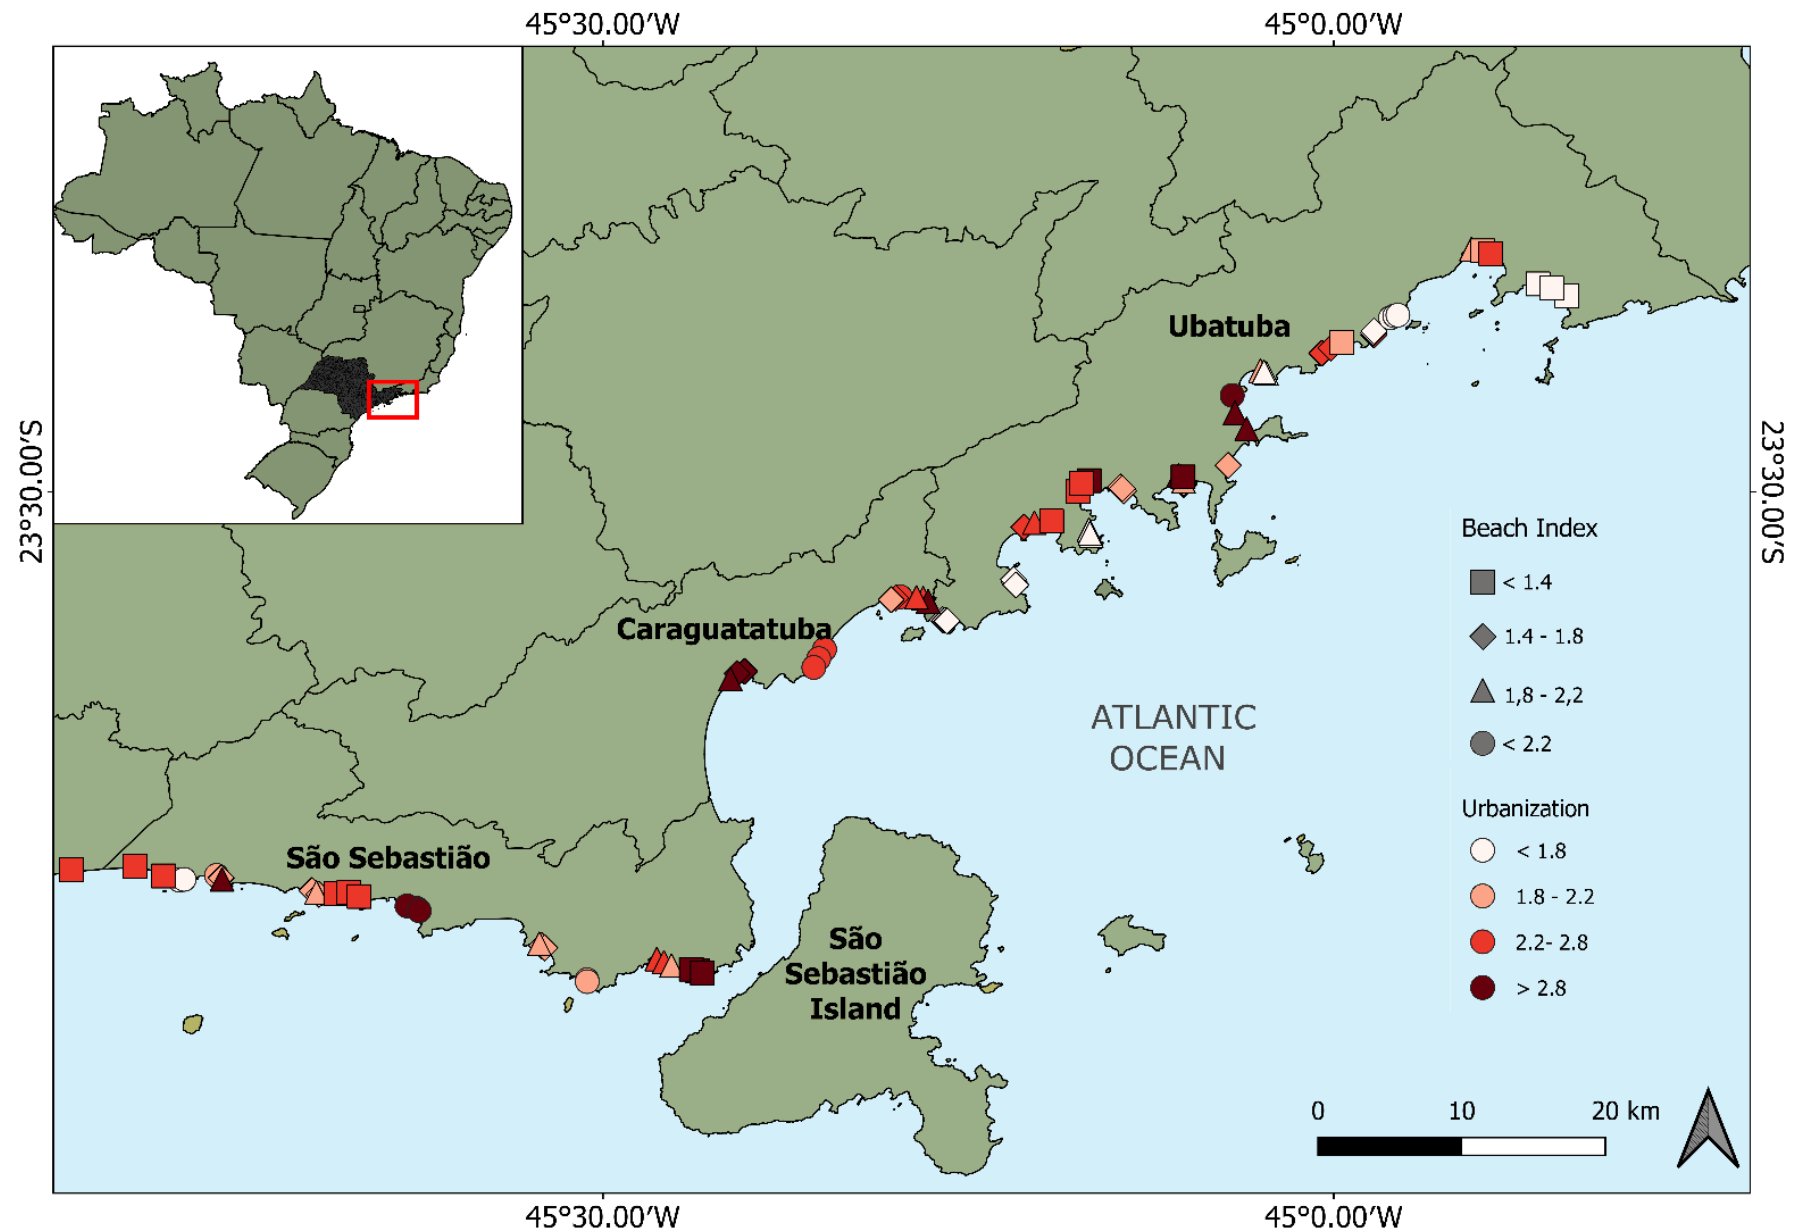 45°30.00'W
45°0.00'W
23°30.00'S
23°30.00'S
Ubatuba
Caraguatatuba
São Sebastião
São
Sebastião
Island
ATLANTIC
OCEAN
Beach Index
< 1.4
1.4 - 1.8
1,8 - 2,2
< 2.2
Urbanization
< 1.8
1.8 - 2.2
2.2- 2.8
> 2.8
0 10 20 km
45°30.00'W
45°0.00'W